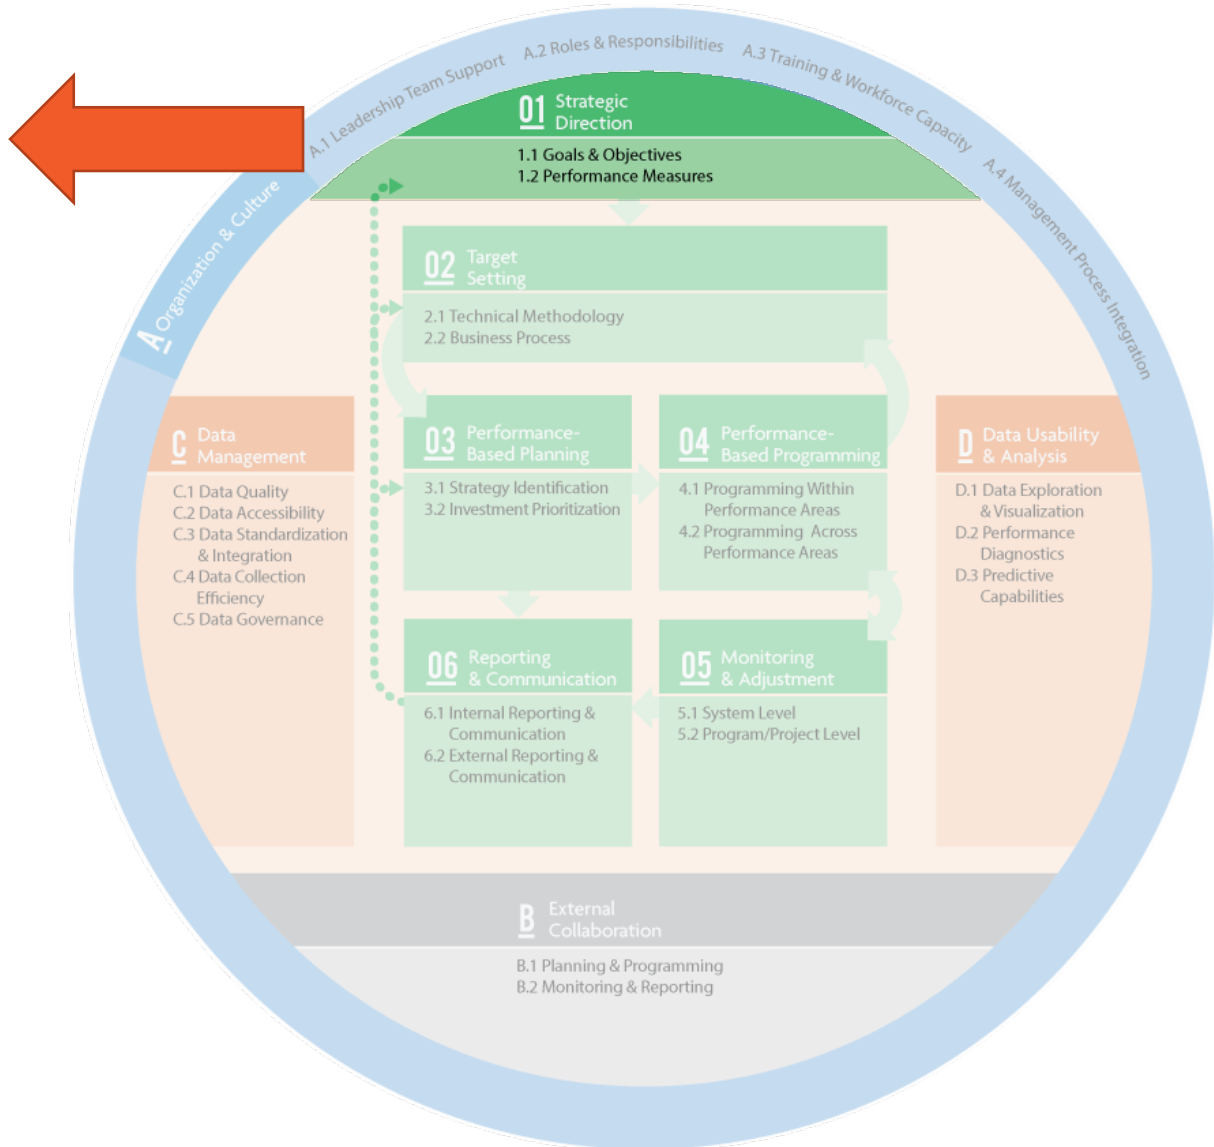 A.1 Leadership Team Support
A.2 Roles & Responsibilities
A.3 Training & Workforce Capacity
A.4 Management Process Integration
A Organization & Culture
01 Strategic
Direction
1.1 Goals & Objectives
1.2 Performance Measures
02 Target
Setting
2.1 Technical Methodology
2.2 Business Process
C Data
Management
C.1 Data Quality
C.2 Data Accessibility
C.3 Data Standardization
& Integration
C.4 Data Collection
Efficiency
C.5 Data Governance
03 Performance-
Based Planning
3.1 Strategy Identification
3.2 Investment Prioritization
04 Performance-
Based Programming
4.1 Programming Within
Performance Areas
4.2 Programming Across
Performance Areas
D Data Usability
& Analysis
D.1 Data Exploration
& Visualization
D.2 Performance
Diagnostics
D.3 Predictive
Capabilities
06 Reporting
& Communication
6.1 Internal Reporting &
Communication
6.2 External Reporting &
Communication
05 Monitoring
& Adjustment
5.1 System Level
5.2 Program/Project Level
B External
Collaboration
B.1 Planning & Programming
B.2 Monitoring & Reporting